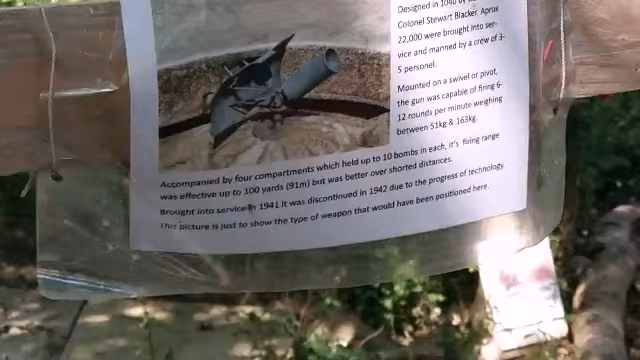 Designed in 1940 by
Colonel Stewart Blacker. Aprox
22,000 were brought into ser-
vice and manned by a crew of 3-
5 personel.
Mounted on a swivel or pivot,
the gun was capable of firing 6-
12 rounds per minute weighing
between 51kg & 163kg.
Accompanied by four compartments which held up to 10 bombs in each, it's firing range
was effective up to 100 yards (91m) but was better over shorted distances.
Brought into service in 1941 It was discontinued in 1942 due to the progress of technology
This picture is just to show the type of weapon that would have been positioned here.